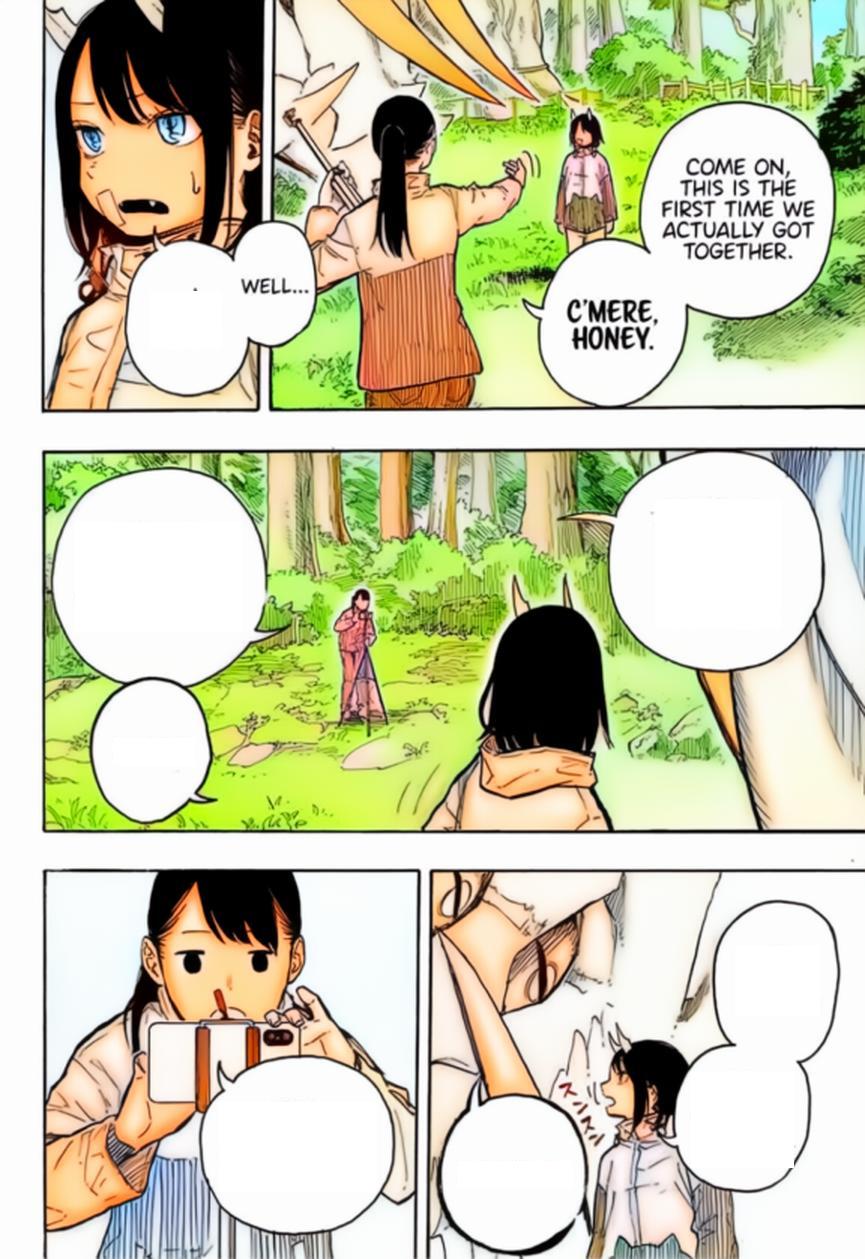 COME ON,
THIS IS THE
FIRST TIME WE
ACTUALLY GOT
TOGETHER.
C'MERE,
HONEY.
WELL...